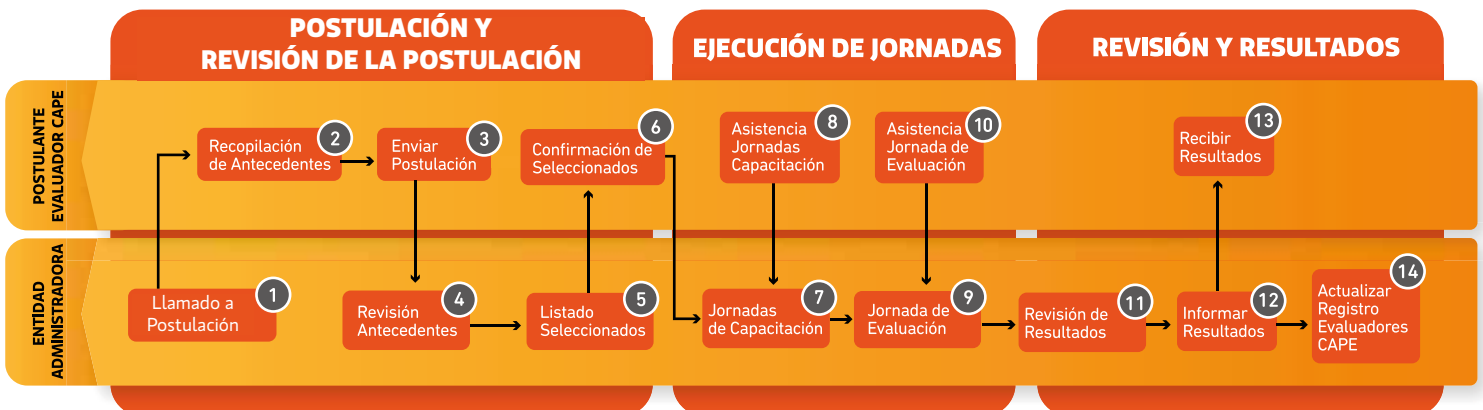 POSTULACIÓN Y
REVISIÓN DE LA POSTULACIÓN
EJECUCIÓN DE JORNADAS
REVISIÓN Y RESULTADOS
POSTULANTE
EVALUADOR CAPE
2
Recopilación
de Antecedentes
3
Enviar
Postulación
6
Confirmación de
Seleccionados
8
Asistencia
Jornadas
Capacitación
10
Asistencia
Jornada de
Evaluación
13
Recibir
Resultados
ENTIDAD
ADMINISTRADORA
1
Llamado a
Postulación
4
Revisión
Antecedentes
5
Listado
Seleccionados
7
Jornadas
de Capacitación
9
Jornada de
Evaluación
11
Revisión de
Resultados
12
Informar
Resultados
14
Actualizar
Registro
Evaluadores
CAPE